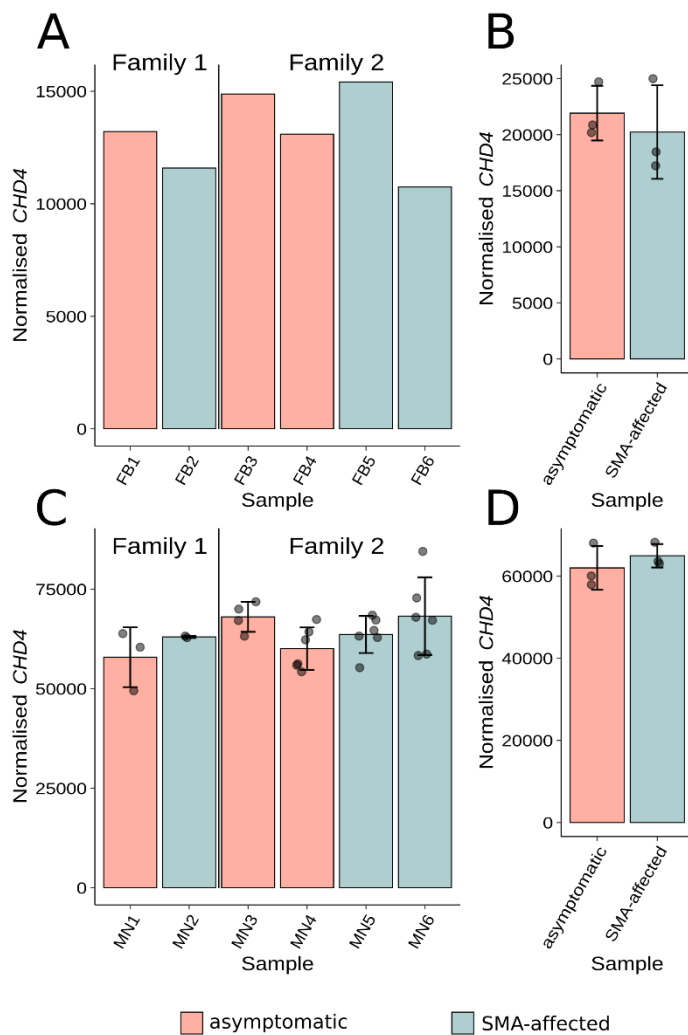 A
B
Family 1
Family 2
Normalised CHD4
15000
10000
5000
0
FB1
FB2
FB3
FB4
FB5
FB6
Sample
Normalised CHD4
25000
20000
15000
10000
5000
0
asymptomatic
SMA-affected
Sample
C
D
Family 1
Family 2
Normalised CHD4
75000
50000
25000
0
MN1
MN2
MN3
MN4
MN5
MN6
Sample
Normalised CHD4
60000
40000
20000
0
asymptomatic
SMA-affected
Sample
asymptomatic
SMA-affected